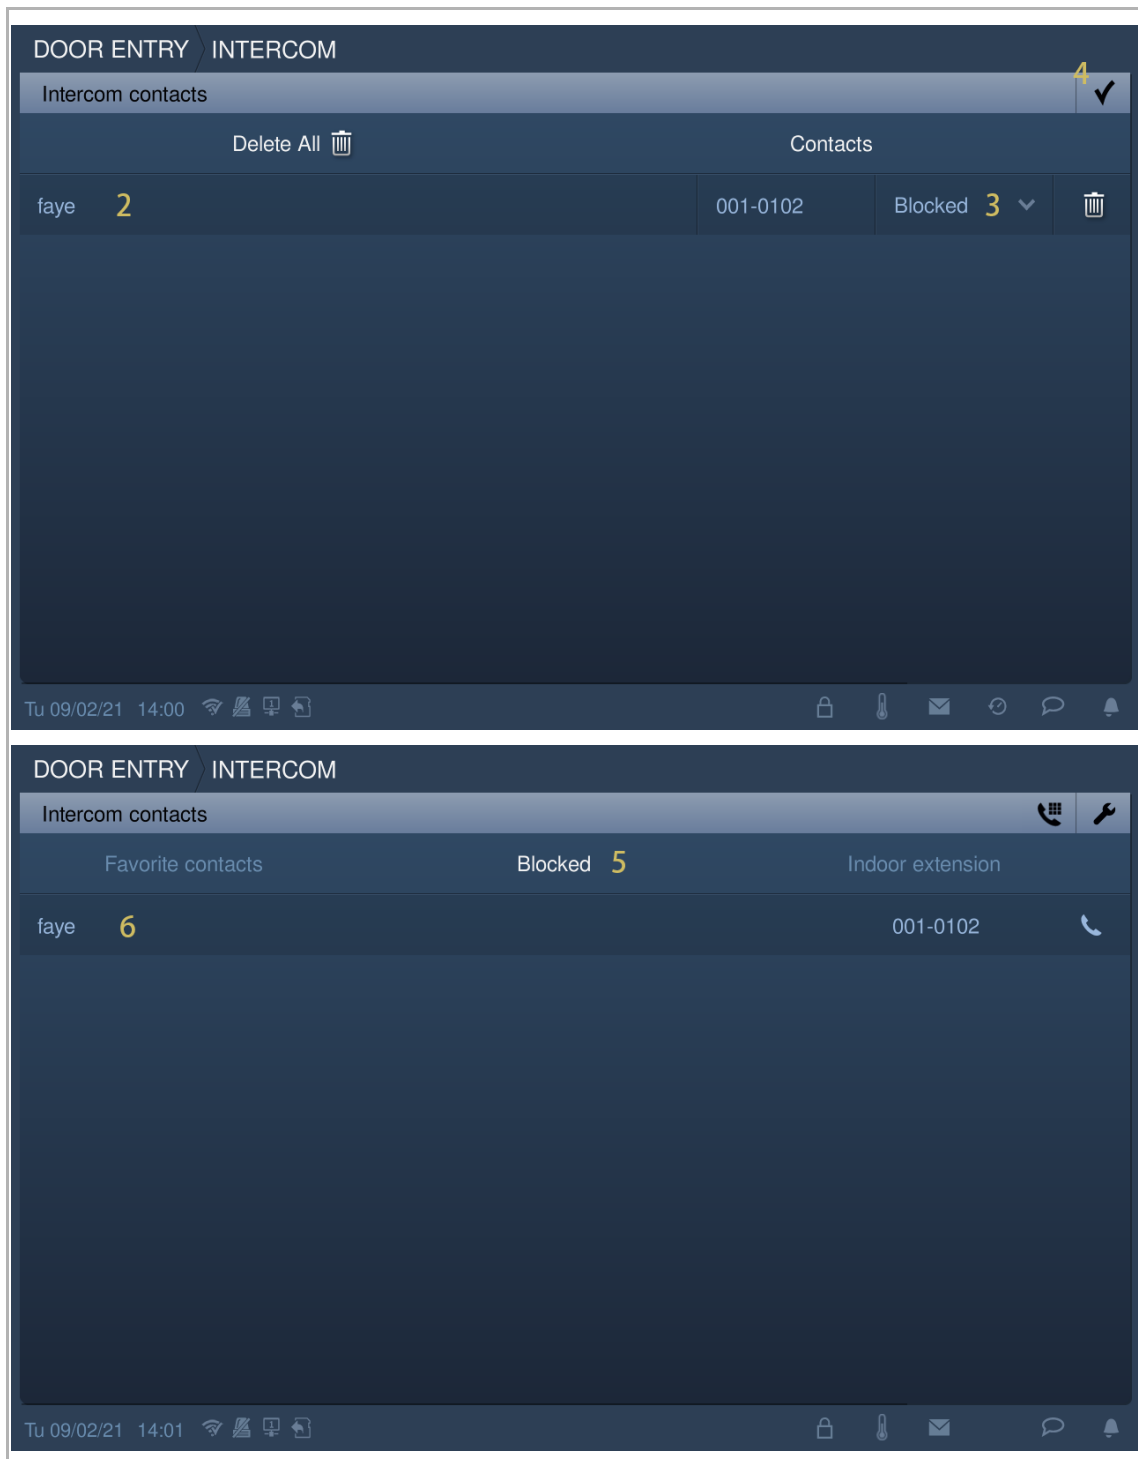 DOOR ENTRY INTERCOM
4
Intercom contacts
Delete All Contacts
faye 2 001-0102 Blocked 3
Tu 09/02/21 14:00 1
DOOR ENTRY INTERCOM
Intercom contacts
Favorite contacts Blocked 5 Indoor extension
faye 6 001-0102
Tu 09/02/21 14:01 1